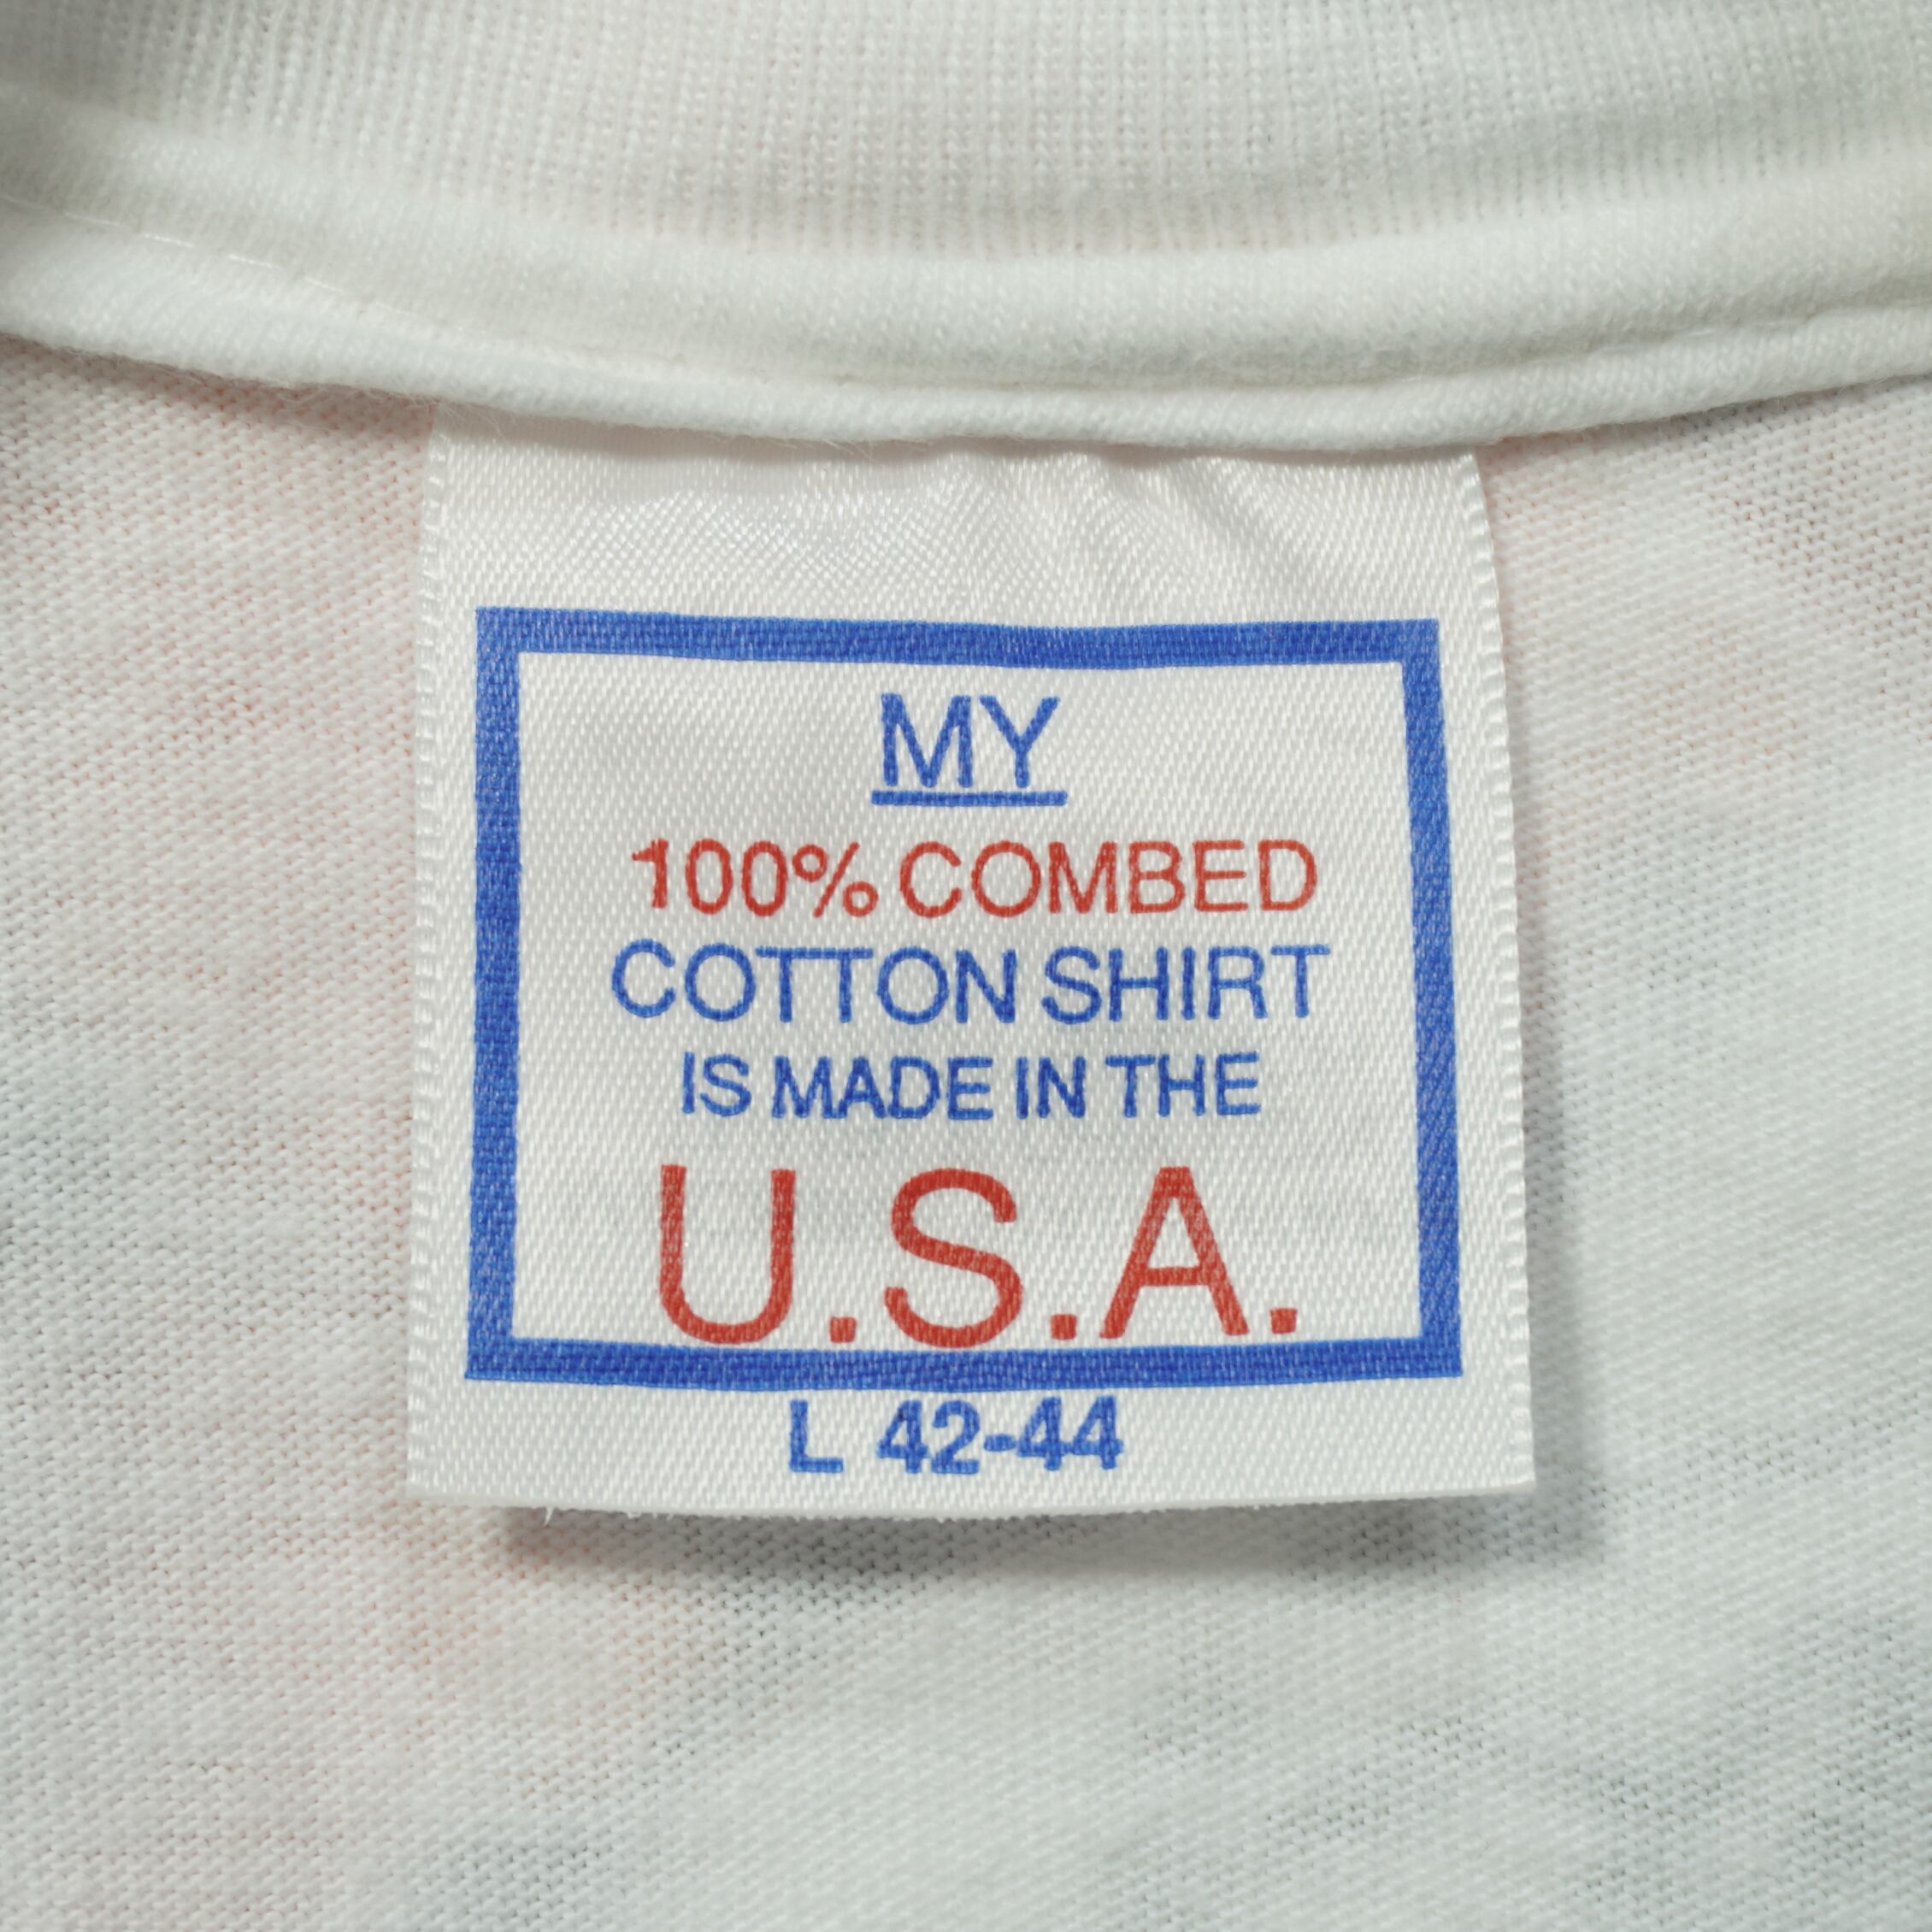 MY
100% COMBED
COTTON SHIRT
IS MADE IN THE
U.S.A.
L 42-44